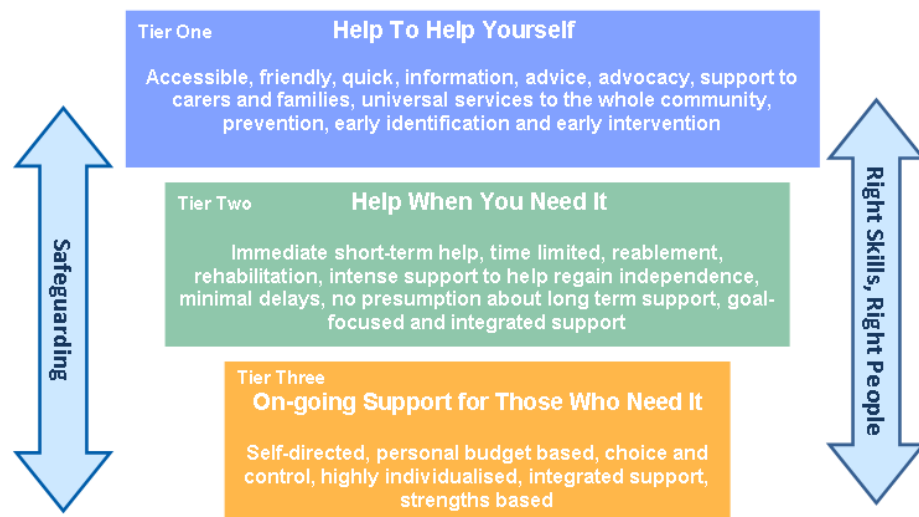 Tier One
Help To Help Yourself
Accessible, friendly, quick, information, advice, advocacy, support to
carers and families, universal services to the whole community,
prevention, early identification and early intervention
Tier Two
Help When You Need It
Immediate short-term help, time limited, reablement,
rehabilitation, intense support to help regain independence,
minimal delays, no presumption about long term support, goal-
focused and integrated support
Tier Three
On-going Support for Those Who Need It
Self-directed, personal budget based, choice and
control, highly individualised, integrated support,
strengths based
Safeguarding
Right Skills, Right People